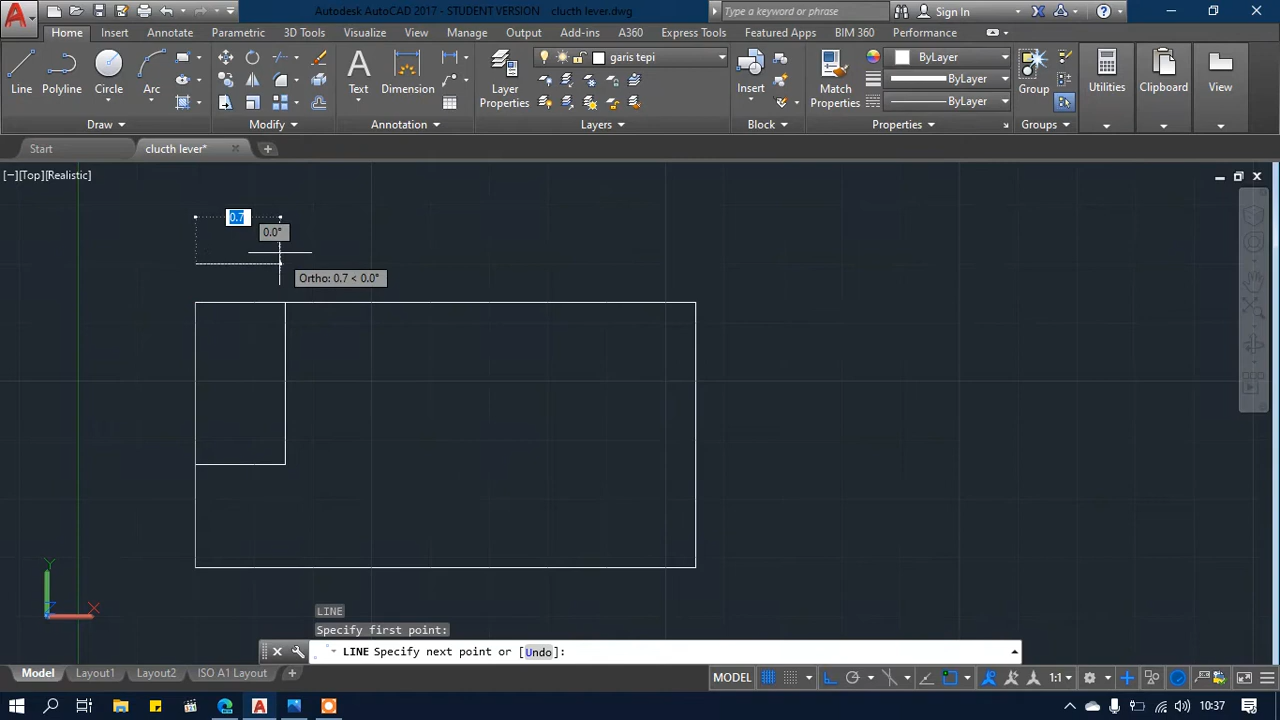 Autodesk AutoCAD 2017 - STUDENT VERSION clucth lever.dwg
Type a keyword or phrase
Sign In
Home Insert Annotate Parametric 3D Tools Visualize View Manage Output Add-ins A360 Express Tools Featured Apps BIM 360 Performance
garis tepi
ByLayer
ByLayer
ByLayer
Line Polyline Circle Arc Text Dimension Layer Properties Insert Match Properties Group Utilities Clipboard View
Draw Modify Annotation Layers Block Properties Groups
Start clucth lever*
[−][Top][Realistic]
0.7
0.0°
Ortho: 0.7 < 0.0°
Y
X
LINE
Specify first point:
LINE Specify next point or [Undo]:
Model Layout1 Layout2 ISO A1 Layout
MODEL 1:1
10:37